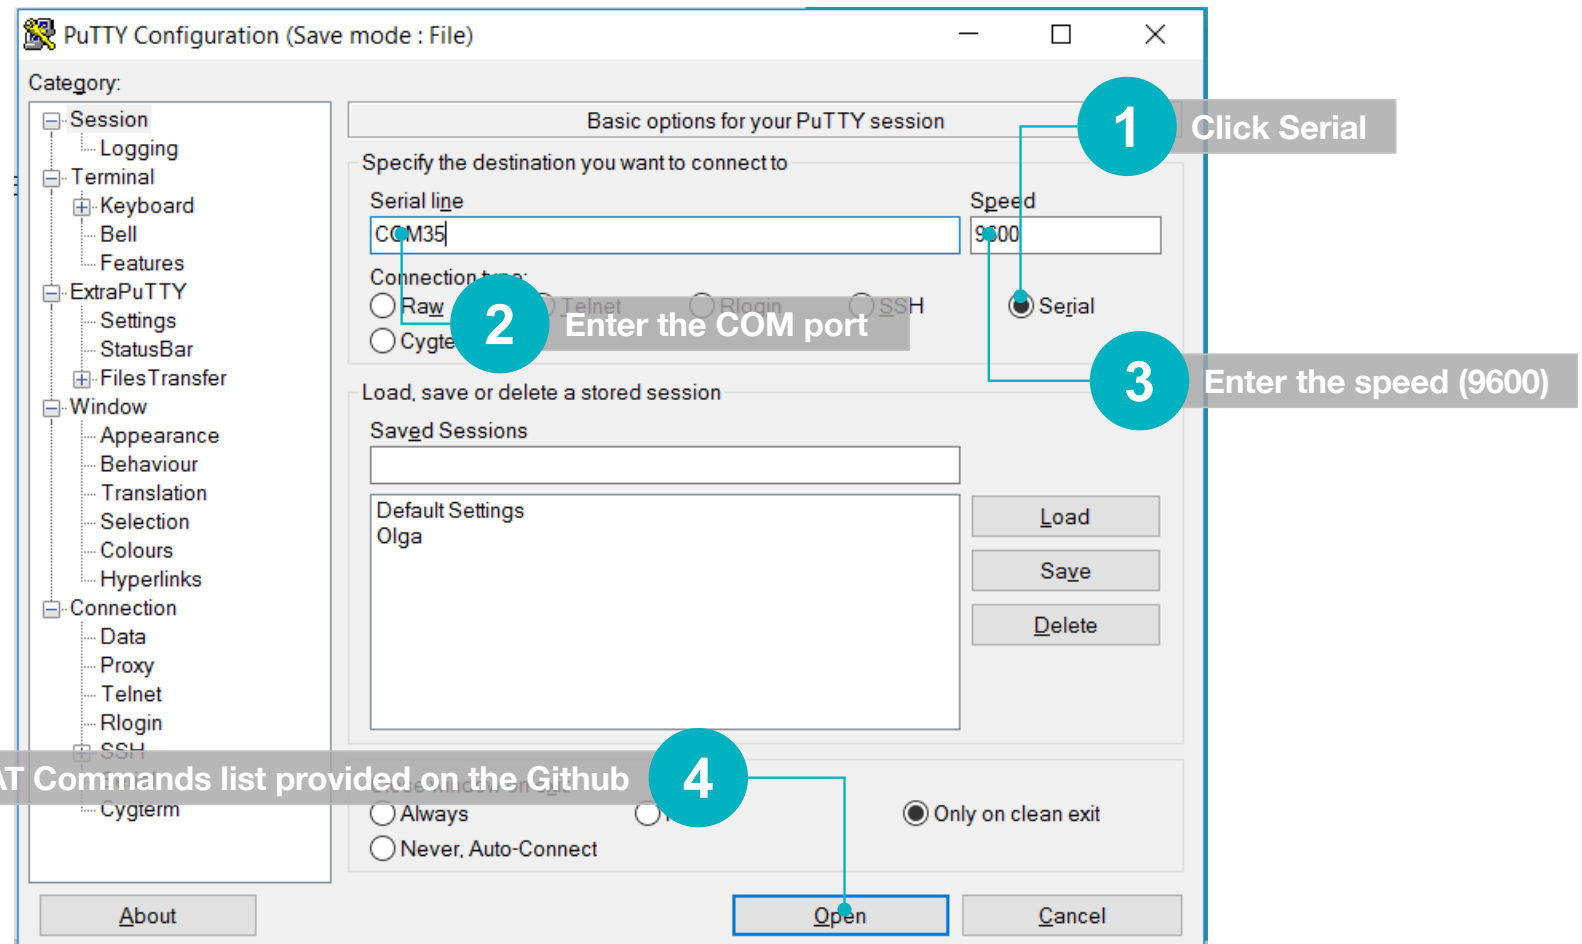 PuTTY Configuration (Save mode : File)
Category:
Session
Logging
Terminal
Keyboard
Bell
Features
ExtraPuTTY
Settings
StatusBar
FilesTransfer
Window
Appearance
Behaviour
Translation
Selection
Colours
Hyperlinks
Connection
Data
Proxy
Telnet
Rlogin
SSH
Cygterm
About
Basic options for your PuTTY session
1 Click Serial
Specify the destination you want to connect to
Serial line
Speed
COM35
9600
Connection type:
Raw
Telnet
Rlogin
SSH
Serial
2 Enter the COM port
3 Enter the speed (9600)
Load, save or delete a stored session
Saved Sessions
Default Settings
Olga
Load
Save
Delete
AT Commands list provided on the Github 4
Always
Only on clean exit
Never, Auto-Connect
Open
Cancel